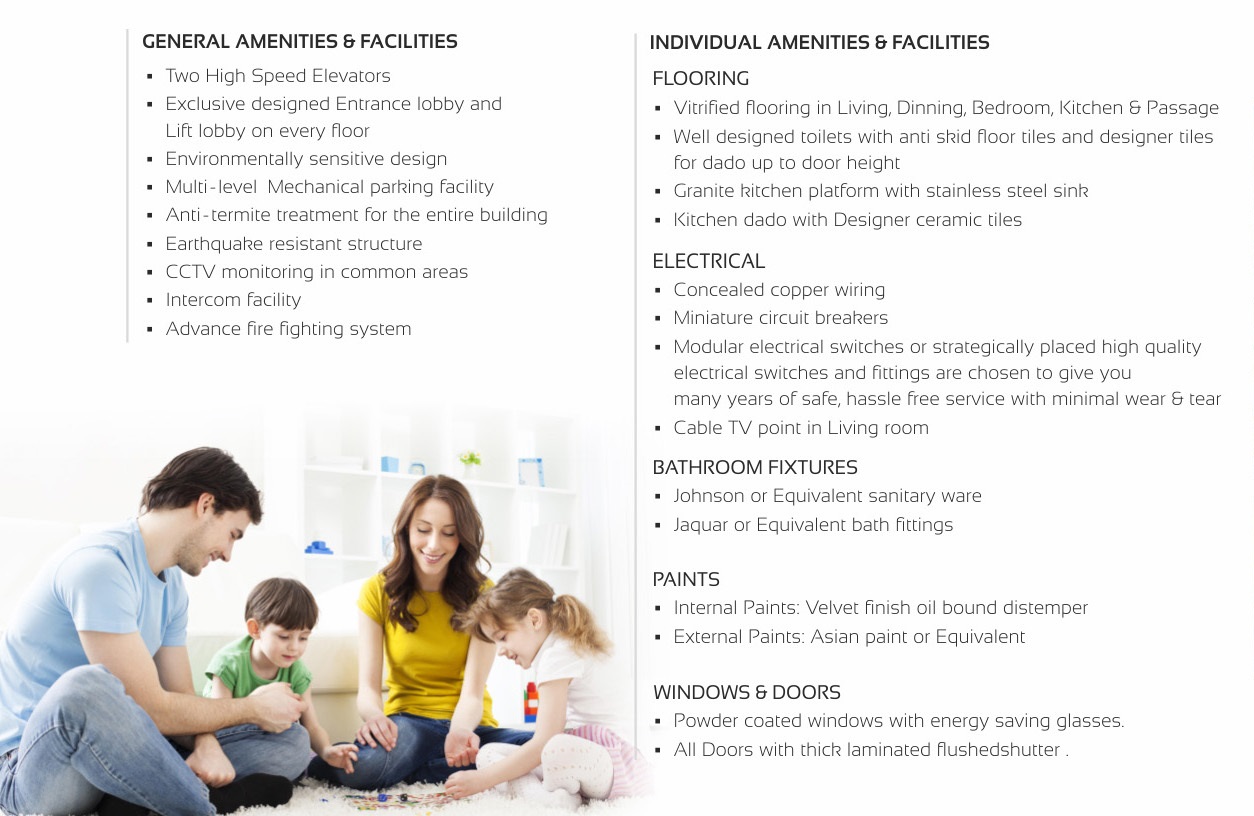 GENERAL AMENITIES & FACILITIES
▪ Two High Speed Elevators
▪ Exclusive designed Entrance lobby and
Lift lobby on every floor
▪ Environmentally sensitive design
▪ Multi-level Mechanical parking facility
▪ Anti-termite treatment for the entire building
▪ Earthquake resistant structure
▪ CCTV monitoring in common areas
▪ Intercom facility
▪ Advance fire fighting system
INDIVIDUAL AMENITIES & FACILITIES
FLOORING
▪ Vitrified flooring in Living, Dinning, Bedroom, Kitchen & Passage
▪ Well designed toilets with anti skid floor tiles and designer tiles
for dado up to door height
▪ Granite kitchen platform with stainless steel sink
▪ Kitchen dado with Designer ceramic tiles
ELECTRICAL
▪ Concealed copper wiring
▪ Miniature circuit breakers
▪ Modular electrical switches or strategically placed high quality
electrical switches and fittings are chosen to give you
many years of safe, hassle free service with minimal wear & tear
▪ Cable TV point in Living room
BATHROOM FIXTURES
▪ Johnson or Equivalent sanitary ware
▪ Jaquar or Equivalent bath fittings
PAINTS
▪ Internal Paints: Velvet finish oil bound distemper
▪ External Paints: Asian paint or Equivalent
WINDOWS & DOORS
▪ Powder coated windows with energy saving glasses.
▪ All Doors with thick laminated flushedshutter .